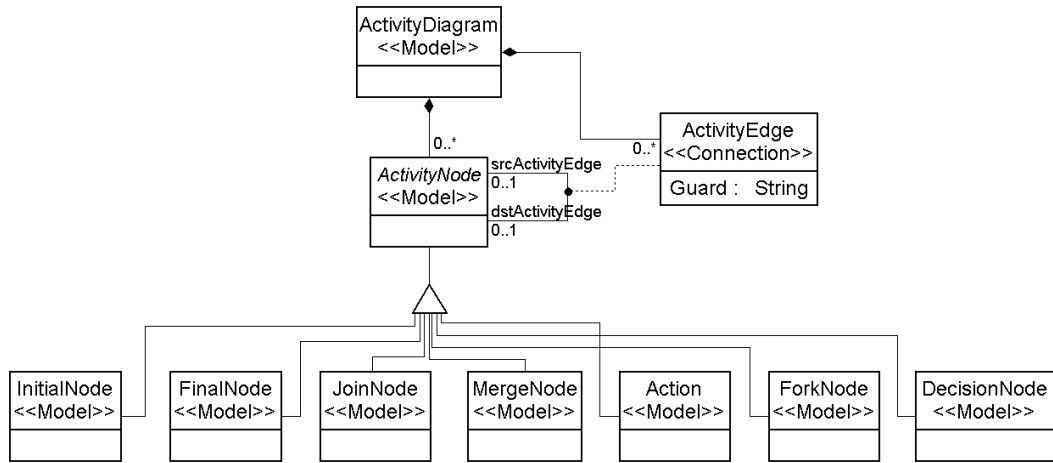 ActivityDiagram
<<Model>>
0..*
ActivityNode
<<Model>>
srcActivityEdge
0..1
dstActivityEdge
0..1
0..*
ActivityEdge
<<Connection>>
Guard : String
InitialNode
<<Model>>
FinalNode
<<Model>>
JoinNode
<<Model>>
MergeNode
<<Model>>
Action
<<Model>>
ForkNode
<<Model>>
DecisionNode
<<Model>>